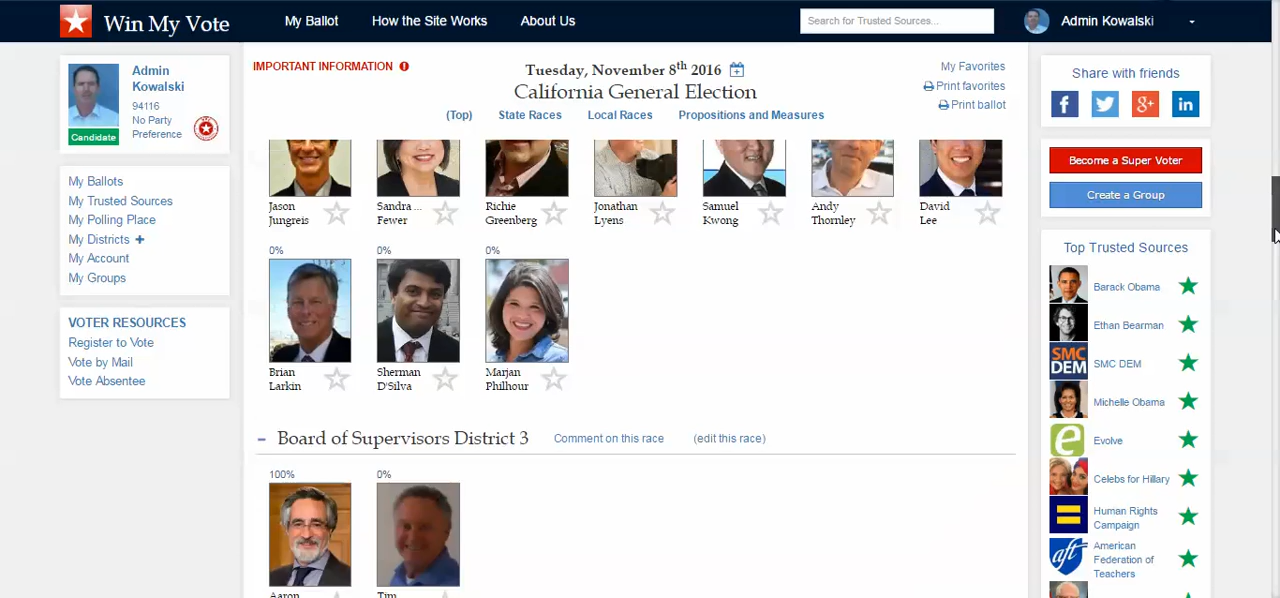 Win My Vote
My Ballot
How the Site Works
About Us
Search for Trusted Sources...
Admin Kowalski
Admin
Kowalski
94116
No Party
Preference
Candidate
My Ballots
My Trusted Sources
My Polling Place
My Districts +
My Account
My Groups
VOTER RESOURCES
Register to Vote
Vote by Mail
Vote Absentee
IMPORTANT INFORMATION
Tuesday, November 8th 2016
California General Election
(Top)
State Races
Local Races
Propositions and Measures
My Favorites
Print favorites
Print ballot
Jason
Jungreis
Sandra ...
Fewer
Richie
Greenberg
Jonathan
Lyens
Samuel
Kwong
Andy
Thornley
David
Lee
0%
0%
0%
Brian
Larkin
Sherman
D'Silva
Marjan
Philhour
– Board of Supervisors District 3
Comment on this race
(edit this race)
100%
0%
Aaron
Tim
Share with friends
f
g+
in
Become a Super Voter
Create a Group
Top Trusted Sources
Barack Obama
Ethan Bearman
SMC
DEM
SMC DEM
Michelle Obama
e
Evolve
Celebs for Hillary
Human Rights
Campaign
aft
American
Federation of
Teachers